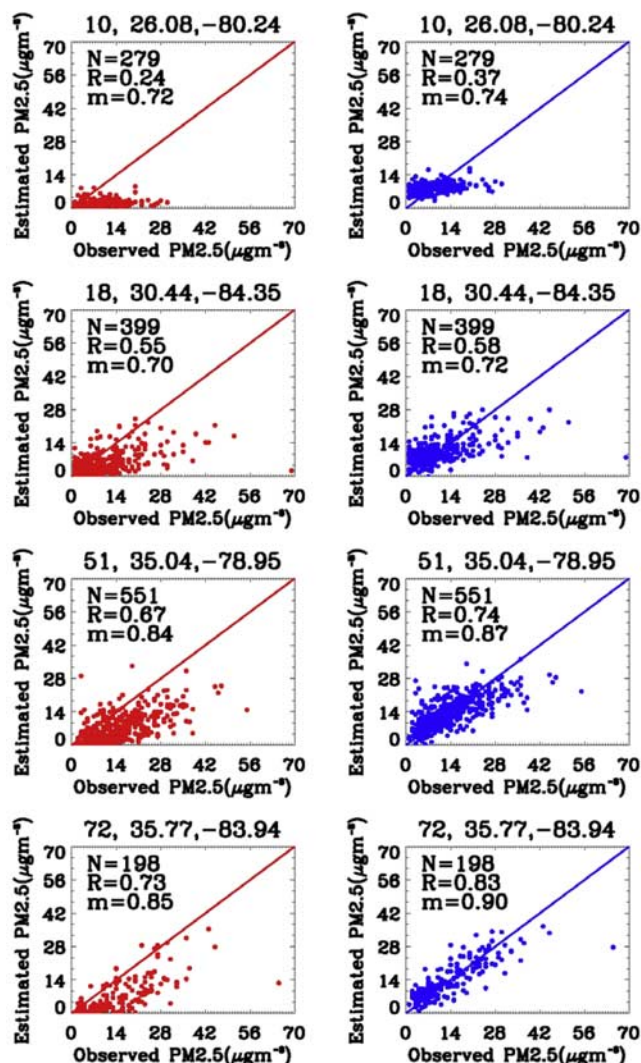 10, 26.08,-80.24
Estimated PM2.5(μgm⁻³)
70
56
42
28
14
0
N=279
R=0.24
m=0.72
0 14 28 42 56 70
Observed PM2.5(μgm⁻³)
10, 26.08,-80.24
Estimated PM2.5(μgm⁻³)
70
56
42
28
14
0
N=279
R=0.37
m=0.74
0 14 28 42 56 70
Observed PM2.5(μgm⁻³)
18, 30.44,-84.35
Estimated PM2.5(μgm⁻³)
70
56
42
28
14
0
N=399
R=0.55
m=0.70
0 14 28 42 56 70
Observed PM2.5(μgm⁻³)
18, 30.44,-84.35
Estimated PM2.5(μgm⁻³)
70
56
42
28
14
0
N=399
R=0.58
m=0.72
0 14 28 42 56 70
Observed PM2.5(μgm⁻³)
51, 35.04,-78.95
Estimated PM2.5(μgm⁻³)
70
56
42
28
14
0
N=551
R=0.67
m=0.84
0 14 28 42 56 70
Observed PM2.5(μgm⁻³)
51, 35.04,-78.95
Estimated PM2.5(μgm⁻³)
70
56
42
28
14
0
N=551
R=0.74
m=0.87
0 14 28 42 56 70
Observed PM2.5(μgm⁻³)
72, 35.77,-83.94
Estimated PM2.5(μgm⁻³)
70
56
42
28
14
0
N=198
R=0.73
m=0.85
0 14 28 42 56 70
Observed PM2.5(μgm⁻³)
72, 35.77,-83.94
Estimated PM2.5(μgm⁻³)
70
56
42
28
14
0
N=198
R=0.83
m=0.90
0 14 28 42 56 70
Observed PM2.5(μgm⁻³)